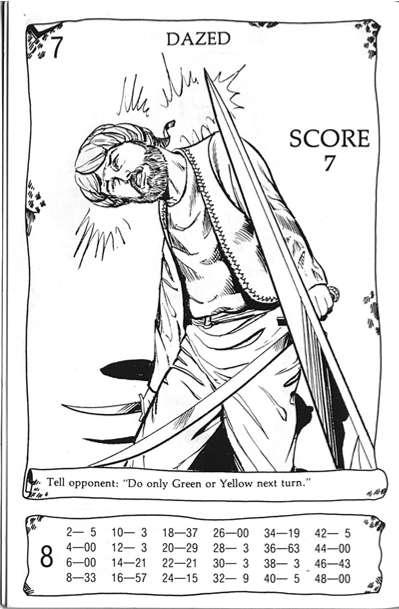 7
DAZED
SCORE
7
Tell opponent: "Do only Green or Yellow next turn."
8
2— 5 10— 3 18—37 26—00 34—19 42— 5
4—00 12— 3 20—29 28— 3 36—63 44—00
6—00 14—21 22—21 30— 3 38— 3 46—43
8—33 16—57 24—15 32— 9 40— 5 48—00